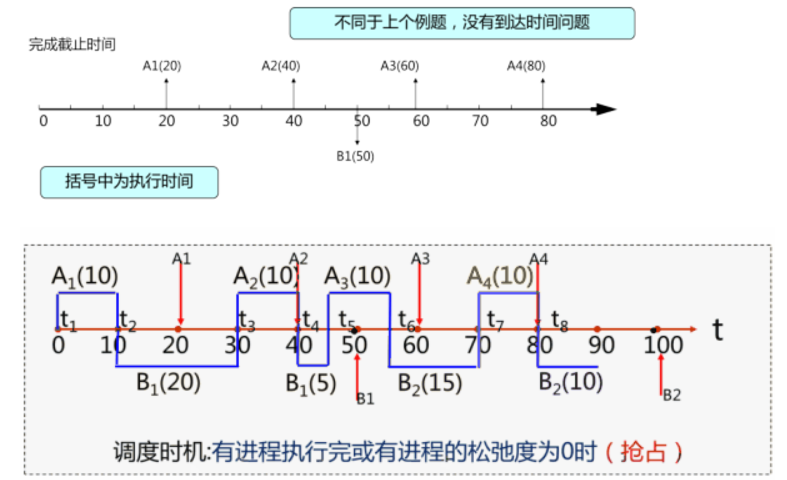 不同于上个例题，没有到达时间问题
完成截止时间
A1(20) A2(40) A3(60) A4(80)
0 10 20 30 40 50 60 70 80
B1(50)
括号中为执行时间
A1 A2 A3 A4
A₁(10) A₂(10) A₃(10) A₄(10)
t₁ t₂ t₃ t₄ t₅ t₆ t₇ t₈ t
0 10 20 30 40 50 60 70 80 90 100
B₁(20) B₁(5) B₂(15) B₂(10)
B1 B2
调度时机:有进程执行完或有进程的松弛度为0时（抢占）